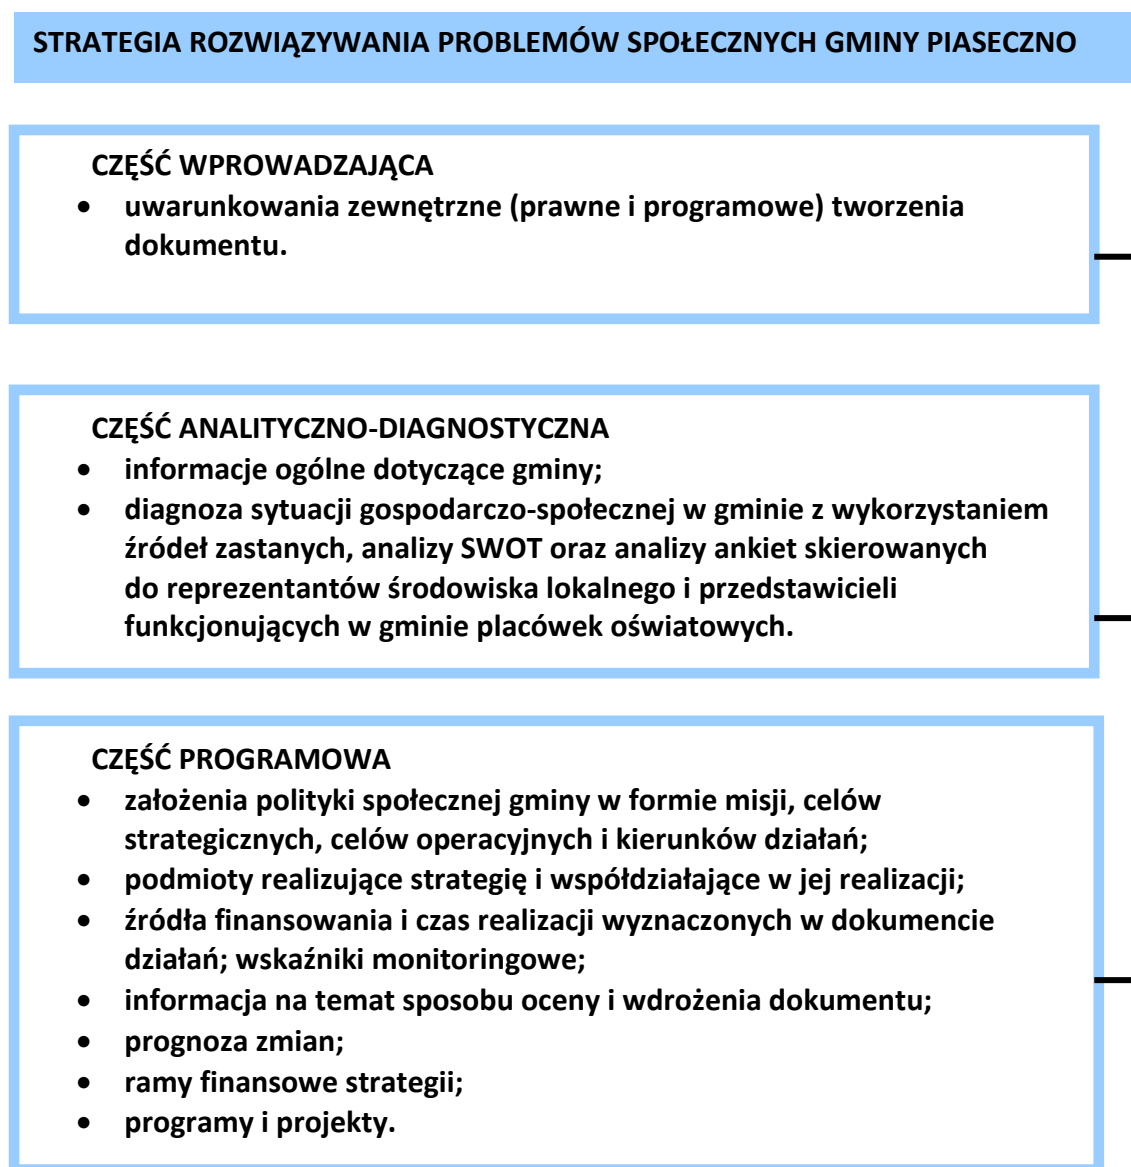 STRATEGIA ROZWIĄZYWANIA PROBLEMÓW SPOŁECZNYCH GMINY PIASECZNO
CZĘŚĆ WPROWADZAJĄCA
• uwarunkowania zewnętrzne (prawne i programowe) tworzenia
dokumentu.
CZĘŚĆ ANALITYCZNO-DIAGNOSTYCZNA
• informacje ogólne dotyczące gminy;
• diagnoza sytuacji gospodarczo-społecznej w gminie z wykorzystaniem
źródeł zastanych, analizy SWOT oraz analizy ankiet skierowanych
do reprezentantów środowiska lokalnego i przedstawicieli
funkcjonujących w gminie placówek oświatowych.
CZĘŚĆ PROGRAMOWA
• założenia polityki społecznej gminy w formie misji, celów
strategicznych, celów operacyjnych i kierunków działań;
• podmioty realizujące strategię i współdziałające w jej realizacji;
• źródła finansowania i czas realizacji wyznaczonych w dokumencie
działań; wskaźniki monitoringowe;
• informacja na temat sposobu oceny i wdrożenia dokumentu;
• prognoza zmian;
• ramy finansowe strategii;
• programy i projekty.